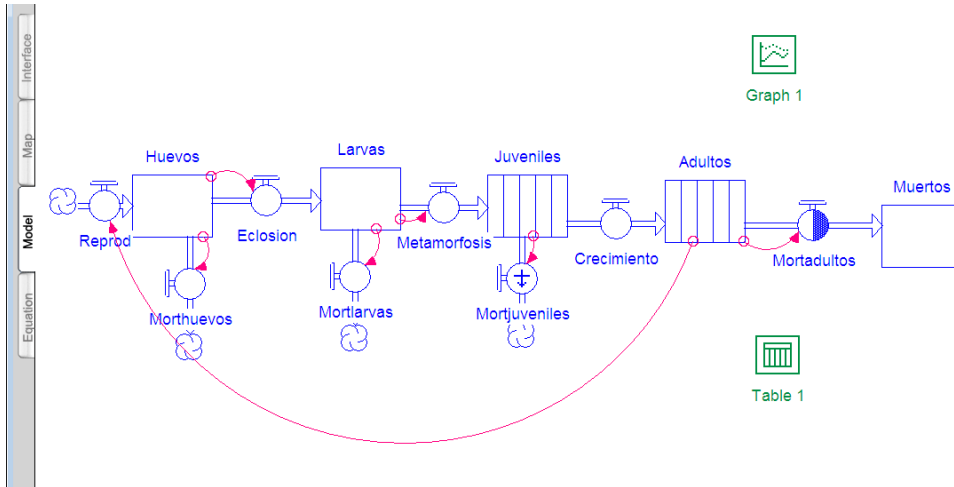 Interface
Map
Model
Equation
Graph 1
Huevos
Larvas
Juveniles
Adultos
Muertos
Reprod
Eclosion
Metamorfosis
Crecimiento
Mortadultos
Morthuevos
Mortlarvas
Mortjuveniles
Table 1